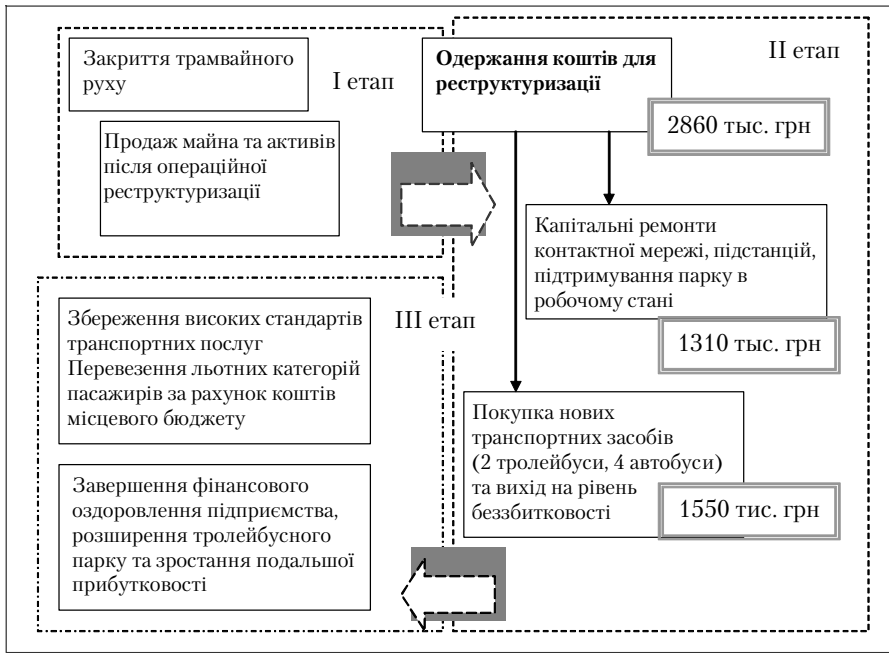 Закриття трамвайного
руху
І етап
Продаж майна та активів
після операційної
реструктуризації
ІІ етап
Одержання коштів для
реструктуризації
2860 тыс. грн
Капітальні ремонти
контактної мережі, підстанцій,
підтримування парку в
робочому стані
1310 тыс. грн
Покупка нових
транспортних засобів
(2 тролейбуси, 4 автобуси)
та вихід на рівень
беззбитковості
1550 тис. грн
ІІІ етап
Збереження високих стандартів
транспортних послуг
Перевезення льотних категорій
пасажирів за рахунок коштів
місцевого бюджету
Завершення фінансового
оздоровлення підприємства,
розширення тролейбусного
парку та зростання подальшої
прибутковості